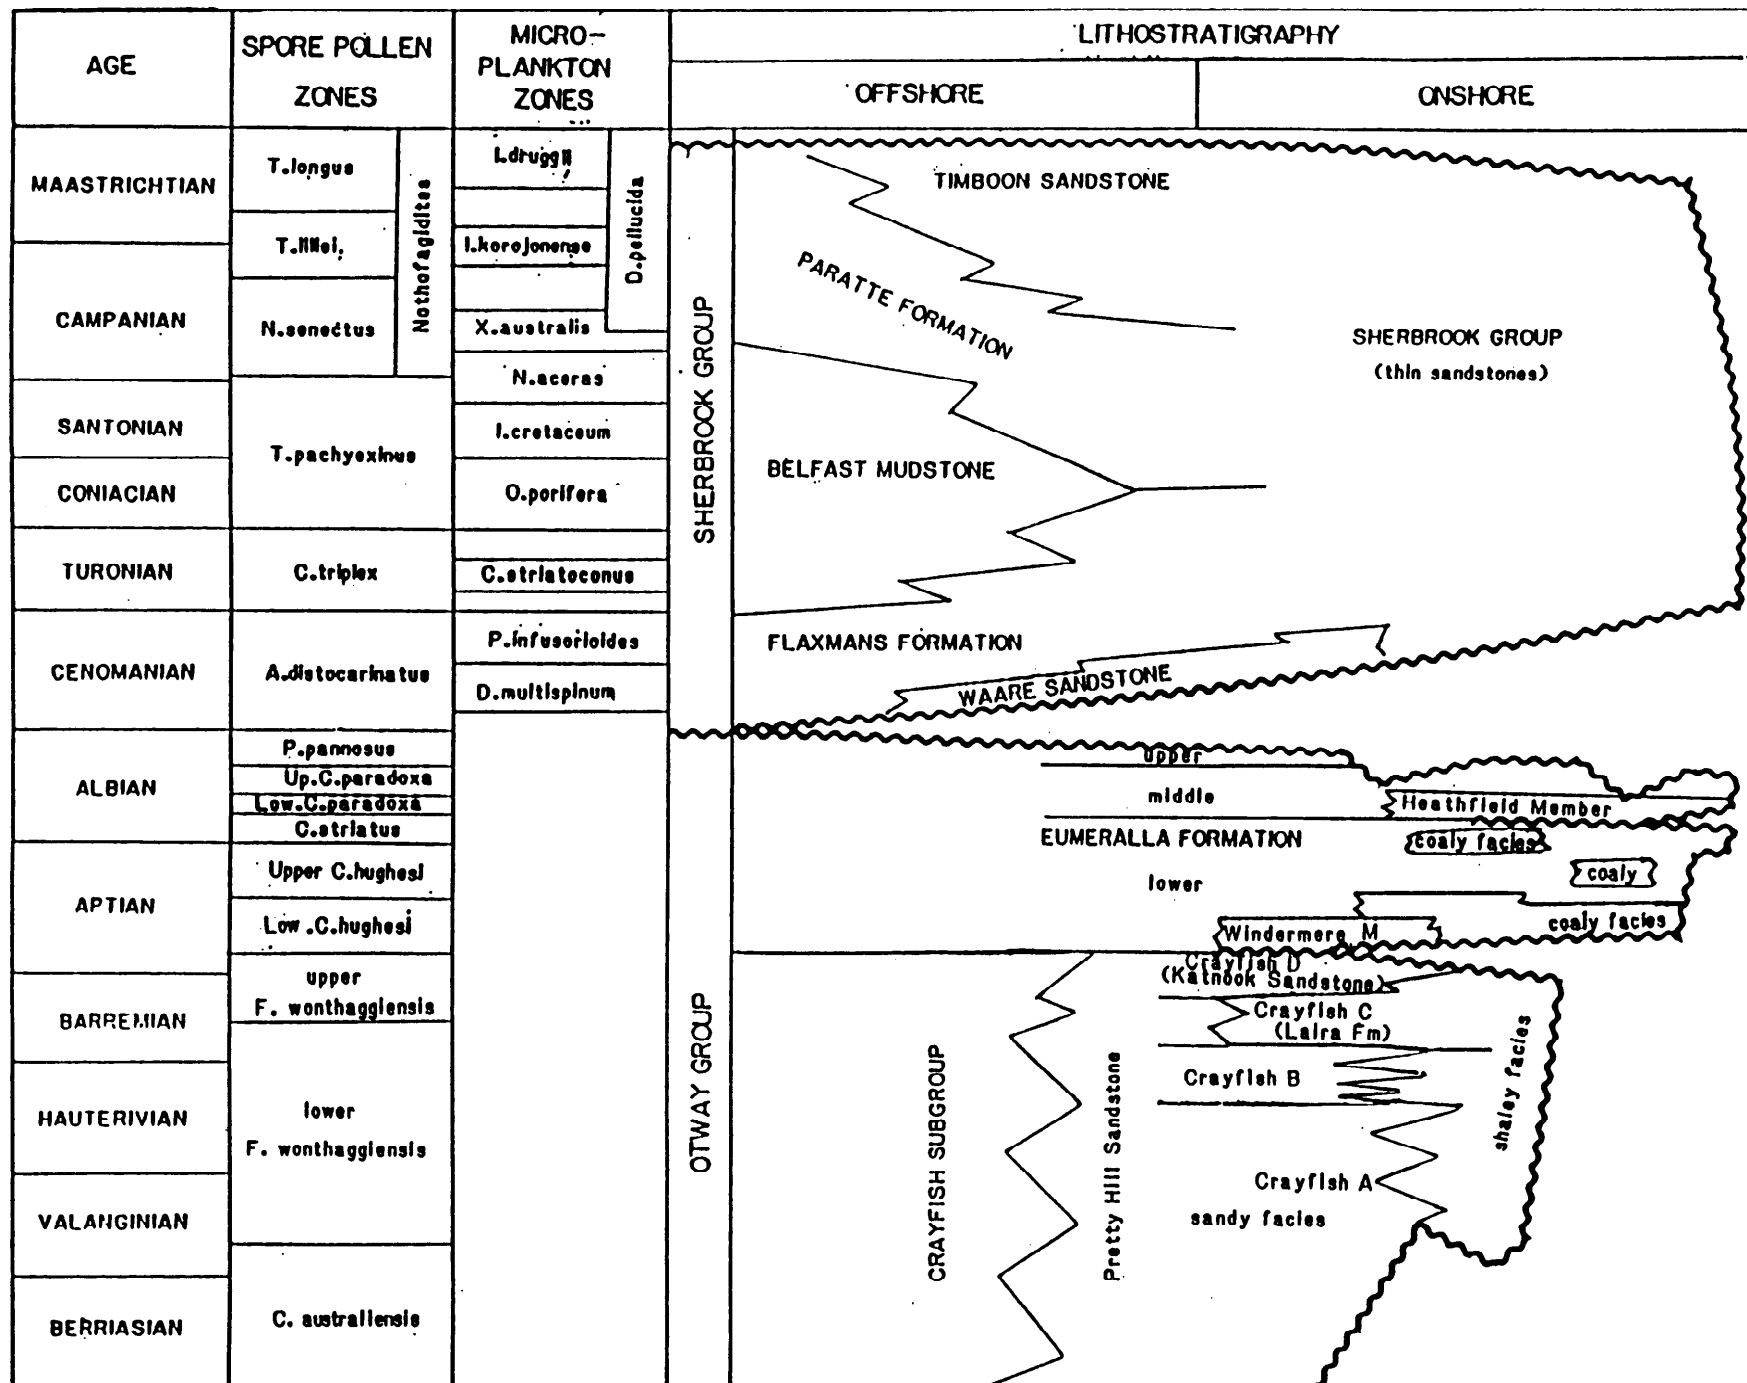 AGE
SPORE POLLEN
ZONES
MICRO-
PLANKTON
ZONES
LITHOSTRATIGRAPHY
OFFSHORE
ONSHORE
MAASTRICHTIAN
CAMPANIAN
SANTONIAN
CONIACIAN
TURONIAN
CENOMANIAN
ALBIAN
APTIAN
BARREMIAN
HAUTERIVIAN
VALANGINIAN
BERRIASIAN
T.longus
T.lillei
N.senectus
Nothofagidites
T.pachyexinus
C.triplex
A.distocarinatus
P.pannosus
Up.C.paradoxa
Low.C.paradoxa
C.striatus
Upper C.hughesi
Low.C.hughesi
upper
F. wonthaggiensis
lower
F. wonthaggiensis
C. australiensis
I.druggii
I.korojonense
X.australis
D.pellucida
N.aceras
I.cretaceum
O.porifera
C.striatoconus
P.infusorioides
D.multispinum
SHERBROOK GROUP
OTWAY GROUP
TIMBOON SANDSTONE
PARATTE FORMATION
SHERBROOK GROUP
(thin sandstones)
BELFAST MUDSTONE
FLAXMANS FORMATION
WAARE SANDSTONE
upper
middle
Heathfield Member
EUMERALLA FORMATION
coaly facies
coaly
lower
coaly facies
Windermere M
Crayfish D
(Katnook Sandstone)
Crayfish C
(Laira Fm)
Crayfish B
Crayfish A
sandy facies
shaley facies
CRAYFISH SUBGROUP
Pretty Hill Sandstone